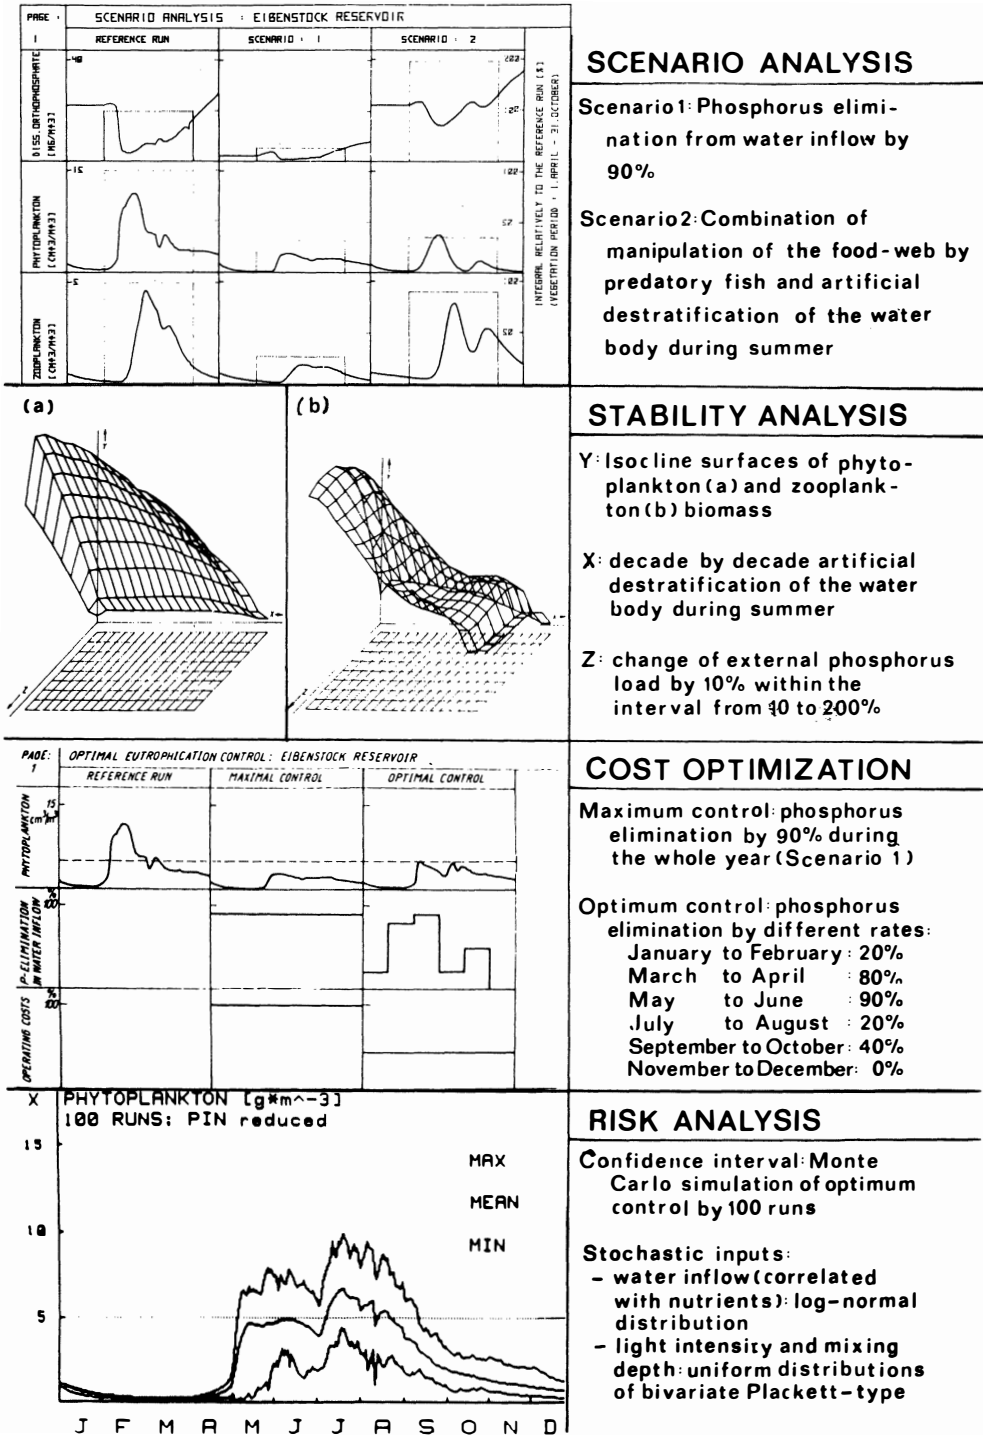 PAGE :
SCENARIO ANALYSIS : EIBENSTOCK RESERVOIR
1
REFERENCE RUN
SCENARIO : 1
SCENARIO : 2
DISS.ORTHOPHOSPHATE
[MG/M+3]
40
200
PHYTOPLANKTON
[CM+3/M+3]
15
100
ZOOPLANKTON
[CM+3/M+3]
5
100
50
INTEGRAL RELATIVELY TO THE REFERENCE RUN [%]
(VEGETATION PERIOD : 1.APRIL - 31.OCTOBER)
SCENARIO ANALYSIS
Scenario1: Phosphorus elimi-
nation from water inflow by
90%
Scenario2: Combination of
manipulation of the food-web by
predatory fish and artificial
destratification of the water
body during summer
(a)
(b)
Y
X
Z
X
Z
STABILITY ANALYSIS
Y: Isocline surfaces of phyto-
plankton(a) and zooplank-
ton(b) biomass
X: decade by decade artificial
destratification of the water
body during summer
Z: change of external phosphorus
load by 10% within the
interval from 10 to 200%
PAGE:
1
OPTIMAL EUTROPHICATION CONTROL: EIBENSTOCK RESERVOIR
REFERENCE RUN
MAXIMAL CONTROL
OPTIMAL CONTROL
PHYTOPLANKTON
cm³/m³
15
P-ELIMINATION
IN WATER INFLOW
100
%
OPERATING COSTS
%
100
COST OPTIMIZATION
Maximum control: phosphorus
elimination by 90% during
the whole year (Scenario 1)
Optimum control: phosphorus
elimination by different rates:
January to February : 20%
March to April : 80%
May to June : 90%
July to August : 20%
September to October: 40%
November to December: 0%
X
PHYTOPLANKTON [g*m^-3]
100 RUNS; PIN reduced
15
10
5
MAX
MEAN
MIN
J F M A M J J A S O N D
RISK ANALYSIS
Confidence interval: Monte
Carlo simulation of optimum
control by 100 runs
Stochastic inputs:
- water inflow (correlated
with nutrients): log-normal
distribution
- light intensity and mixing
depth: uniform distributions
of bivariate Plackett-type